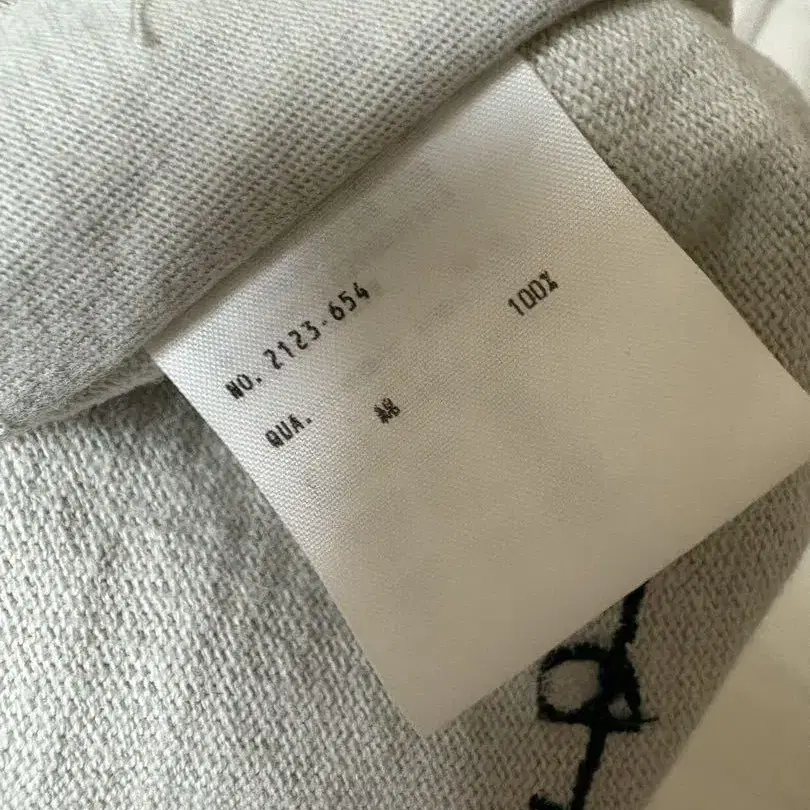 NO. 2123-654
QUA. 綿 100%